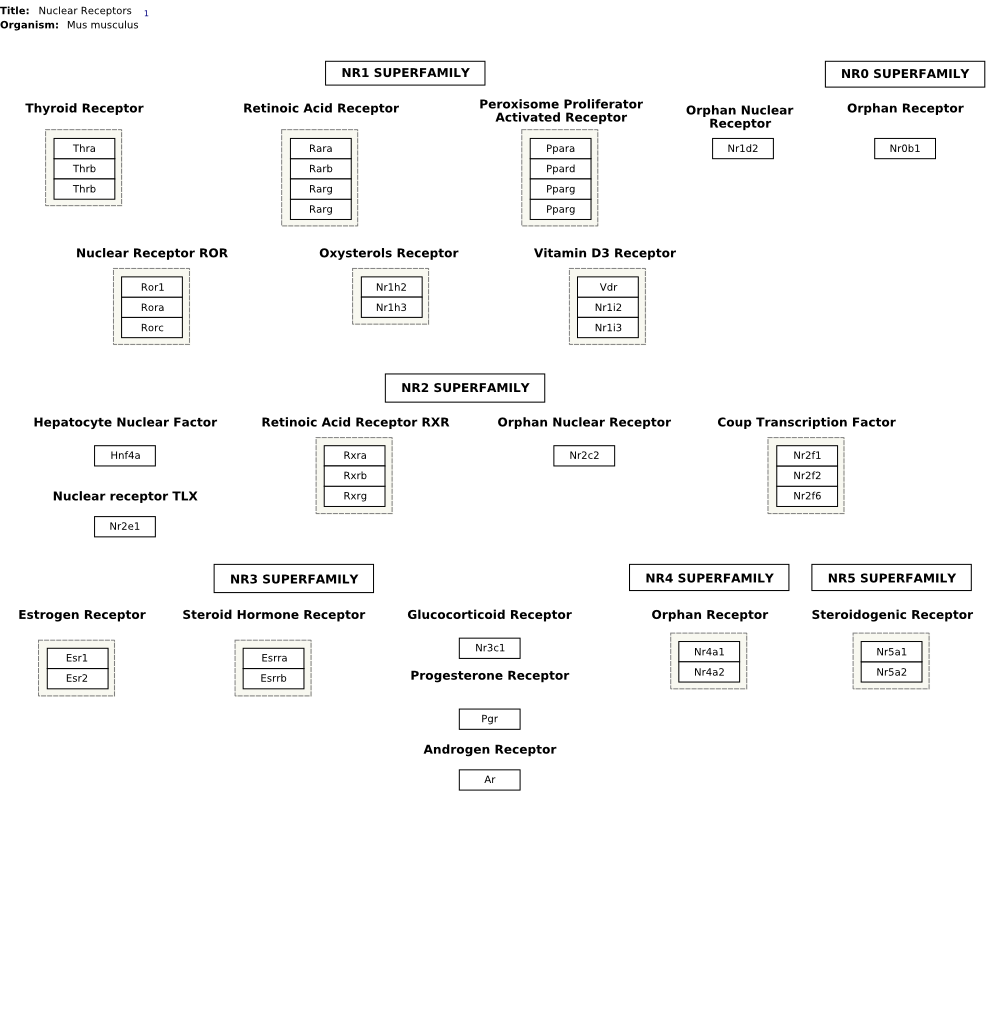 Title: Nuclear Receptors 1
Organism: Mus musculus
NR1 SUPERFAMILY
NR0 SUPERFAMILY
Thyroid Receptor
Thra
Thrb
Thrb
Retinoic Acid Receptor
Rara
Rarb
Rarg
Rarg
Peroxisome Proliferator
Activated Receptor
Ppara
Ppard
Pparg
Pparg
Orphan Nuclear
Receptor
Nr1d2
Orphan Receptor
Nr0b1
Nuclear Receptor ROR
Ror1
Rora
Rorc
Oxysterols Receptor
Nr1h2
Nr1h3
Vitamin D3 Receptor
Vdr
Nr1i2
Nr1i3
NR2 SUPERFAMILY
Hepatocyte Nuclear Factor
Hnf4a
Nuclear receptor TLX
Nr2e1
Retinoic Acid Receptor RXR
Rxra
Rxrb
Rxrg
Orphan Nuclear Receptor
Nr2c2
Coup Transcription Factor
Nr2f1
Nr2f2
Nr2f6
NR3 SUPERFAMILY
NR4 SUPERFAMILY
NR5 SUPERFAMILY
Estrogen Receptor
Esr1
Esr2
Steroid Hormone Receptor
Esrra
Esrrb
Glucocorticoid Receptor
Nr3c1
Progesterone Receptor
Pgr
Androgen Receptor
Ar
Orphan Receptor
Nr4a1
Nr4a2
Steroidogenic Receptor
Nr5a1
Nr5a2